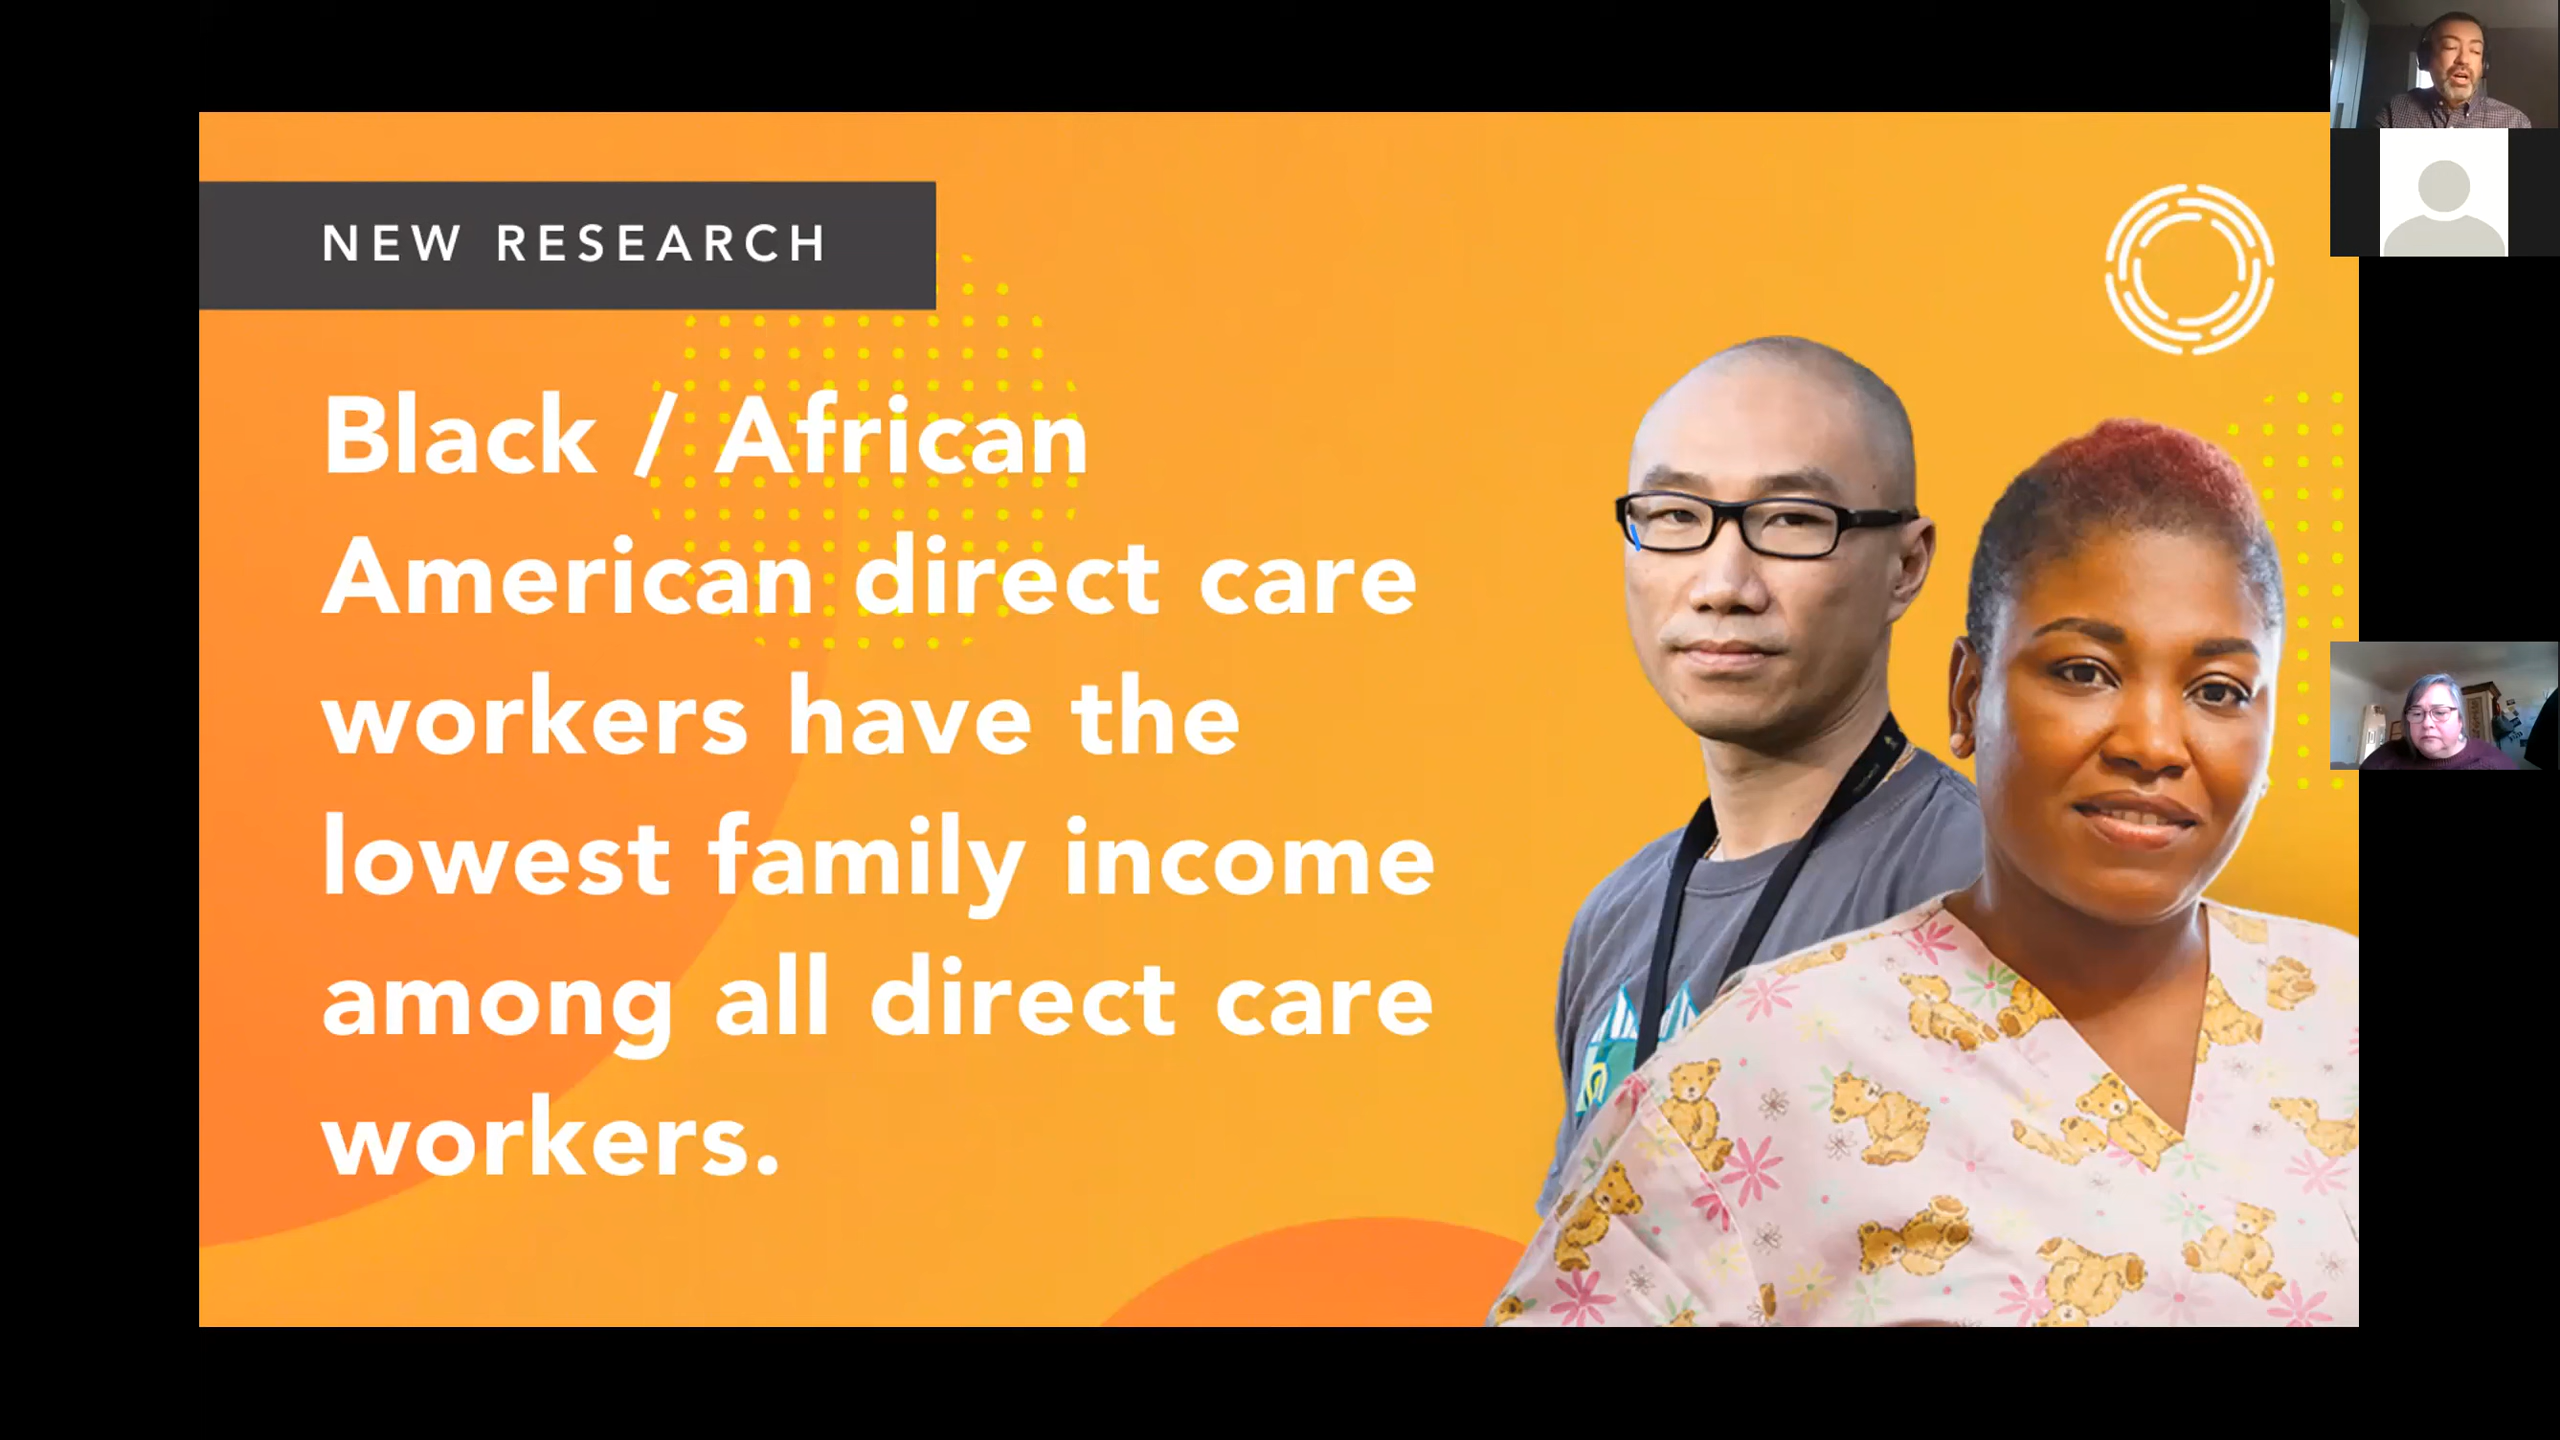 NEW RESEARCH
Black / African
American direct care
workers have the
lowest family income
among all direct care
workers.